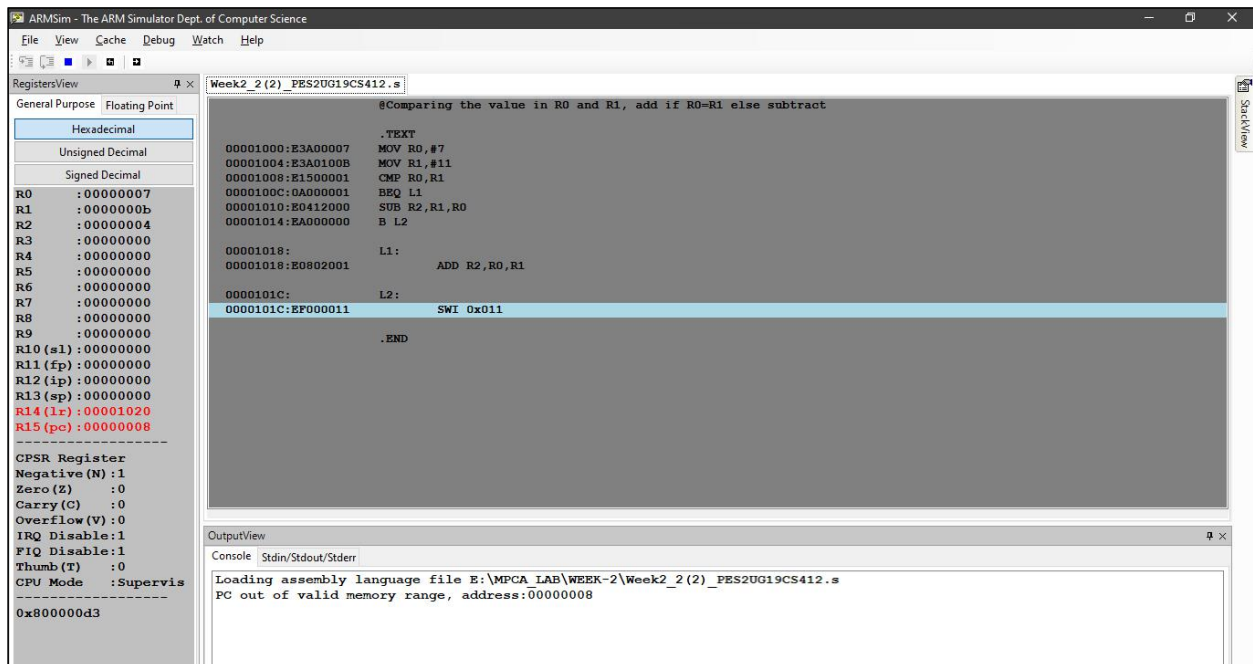 ARMSim - The ARM Simulator Dept. of Computer Science
File View Cache Debug Watch Help
RegistersView
General Purpose Floating Point
Hexadecimal
Unsigned Decimal
Signed Decimal
R0 :00000007
R1 :0000000b
R2 :00000004
R3 :00000000
R4 :00000000
R5 :00000000
R6 :00000000
R7 :00000000
R8 :00000000
R9 :00000000
R10(sl):00000000
R11(fp):00000000
R12(ip):00000000
R13(sp):00000000
R14(lr):00001020
R15(pc):00000008
-------------------
CPSR Register
Negative(N):1
Zero(Z) :0
Carry(C) :0
Overflow(V):0
IRQ Disable:1
FIQ Disable:1
Thumb(T) :0
CPU Mode :Supervis
-------------------
0x800000d3
Week2_2(2)_PES2UG19CS412.s
@Comparing the value in R0 and R1, add if R0=R1 else subtract
.TEXT
00001000:E3A00007 MOV R0,#7
00001004:E3A0100B MOV R1,#11
00001008:E1500001 CMP R0,R1
0000100C:0A000001 BEQ L1
00001010:E0412000 SUB R2,R1,R0
00001014:EA000000 B L2
00001018: L1:
00001018:E0802001 ADD R2,R0,R1
0000101C: L2:
0000101C:EF000011 SWI 0x011
.END
OutputView
Console Stdin/Stdout/Stderr
Loading assembly language file E:\MPCA LAB\WEEK-2\Week2_2(2)_PES2UG19CS412.s
PC out of valid memory range, address:00000008
StackView